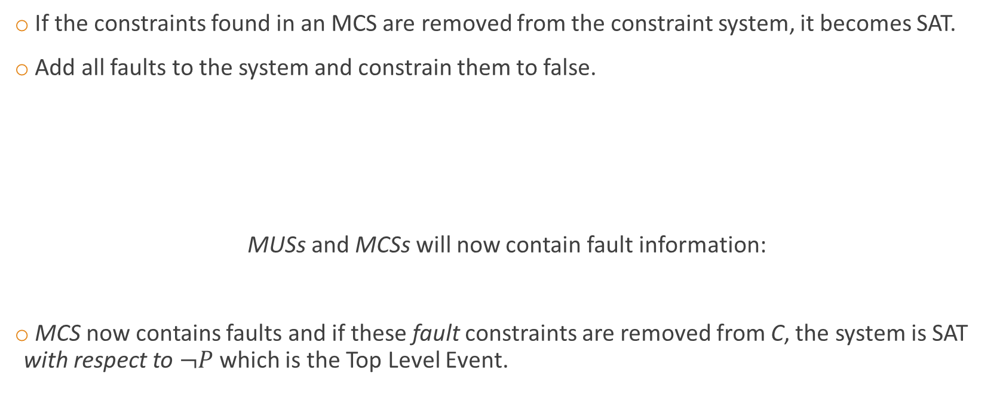 o If the constraints found in an MCS are removed from the constraint system, it becomes SAT.
o Add all faults to the system and constrain them to false.
MUSs and MCSs will now contain fault information:
o MCS now contains faults and if these fault constraints are removed from C, the system is SAT
with respect to ¬P which is the Top Level Event.